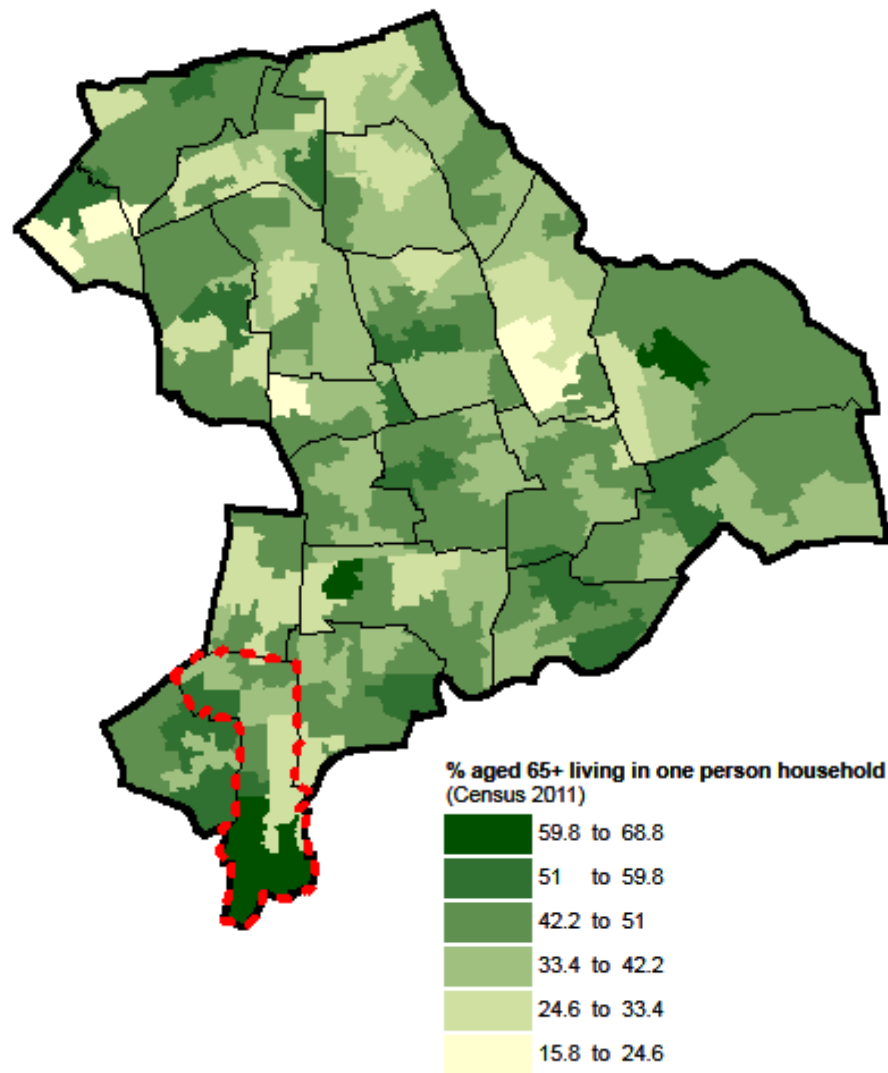 % aged 65+ living in one person household
(Census 2011)
59.8 to 68.8
51 to 59.8
42.2 to 51
33.4 to 42.2
24.6 to 33.4
15.8 to 24.6